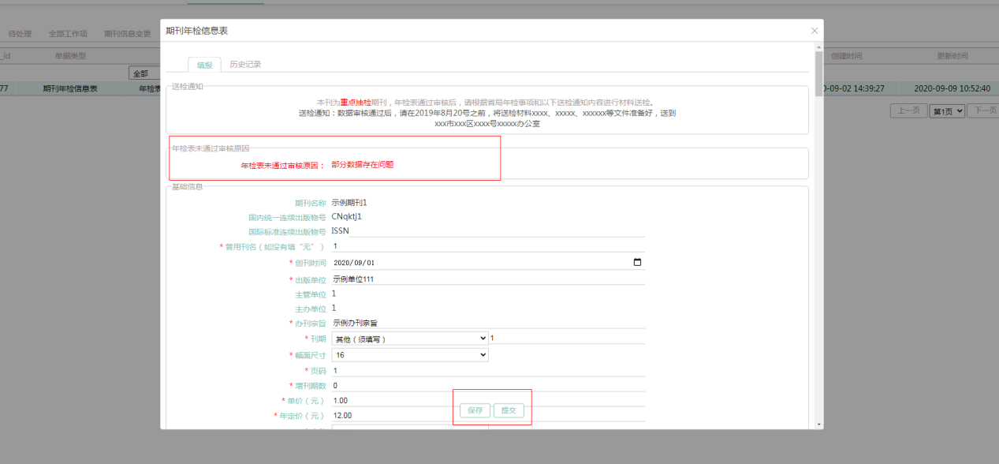 待处理 全部工作项 期刊信息变更
_id 单据类型 创建时间 更新时间
全部
77 期刊年检信息表 年检表 0-09-02 14:39:27 2020-09-09 10:52:40
上一页 第1页 下一页
期刊年检信息表
填报 历史记录
送检通知
本刊为重点抽检期刊，年检表通过审核后，请根据省局年检事项和以下送检通知内容进行材料送检。
送检通知：数据审核通过后，请在2019年8月20号之前，将送检材料xxxx、xxxxx、xxxxxx等文件准备好，送到
xxx市xxx区xxxx号xxxxx办公室
年检表未通过审核原因
年检表未通过审核原因： 部分数据存在问题
基础信息
期刊名称 示例期刊1
国内统一连续出版物号 CNqktj1
国际标准连续出版物号 ISSN
* 曾用刊名（如没有填“无”） 1
* 创刊时间 2020/09/01
* 出版单位 示例单位111
主管单位 1
主办单位 1
* 办刊宗旨 示例办刊宗旨
* 刊期 其他（须填写） 1
* 幅面尺寸 16
* 页码 1
* 增刊期数 0
* 单价（元） 1.00
* 年定价（元） 12.00
保存 提交